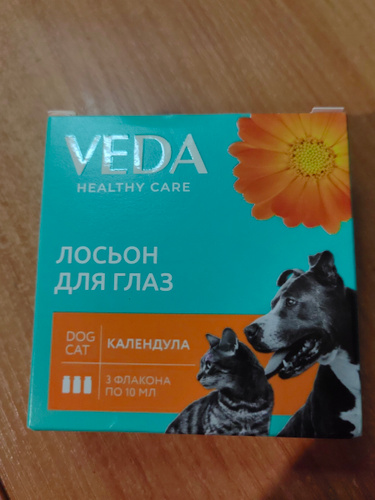 VEDA
HEALTHY CARE
ЛОСЬОН
ДЛЯ ГЛАЗ
DOG
CAT
КАЛЕНДУЛА
3 ФЛАКОНА
ПО 10 МЛ